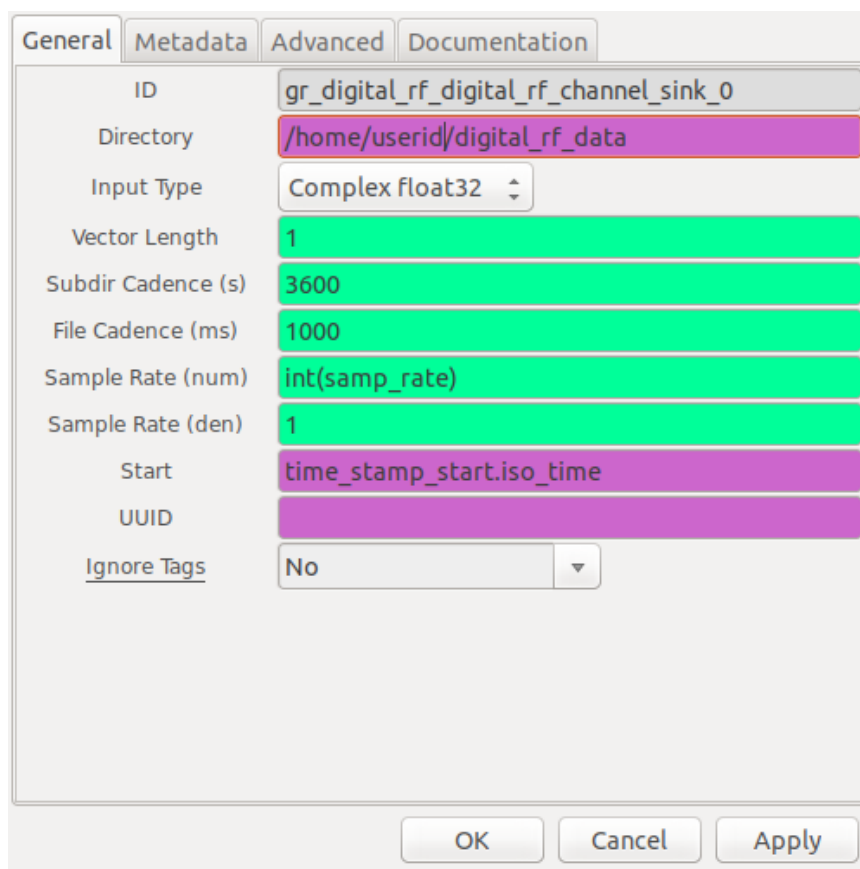 General Metadata Advanced Documentation
ID gr_digital_rf_digital_rf_channel_sink_0
Directory /home/userid/digital_rf_data
Input Type Complex float32
Vector Length 1
Subdir Cadence (s) 3600
File Cadence (ms) 1000
Sample Rate (num) int(samp_rate)
Sample Rate (den) 1
Start time_stamp_start.iso_time
UUID
Ignore Tags No
OK Cancel Apply